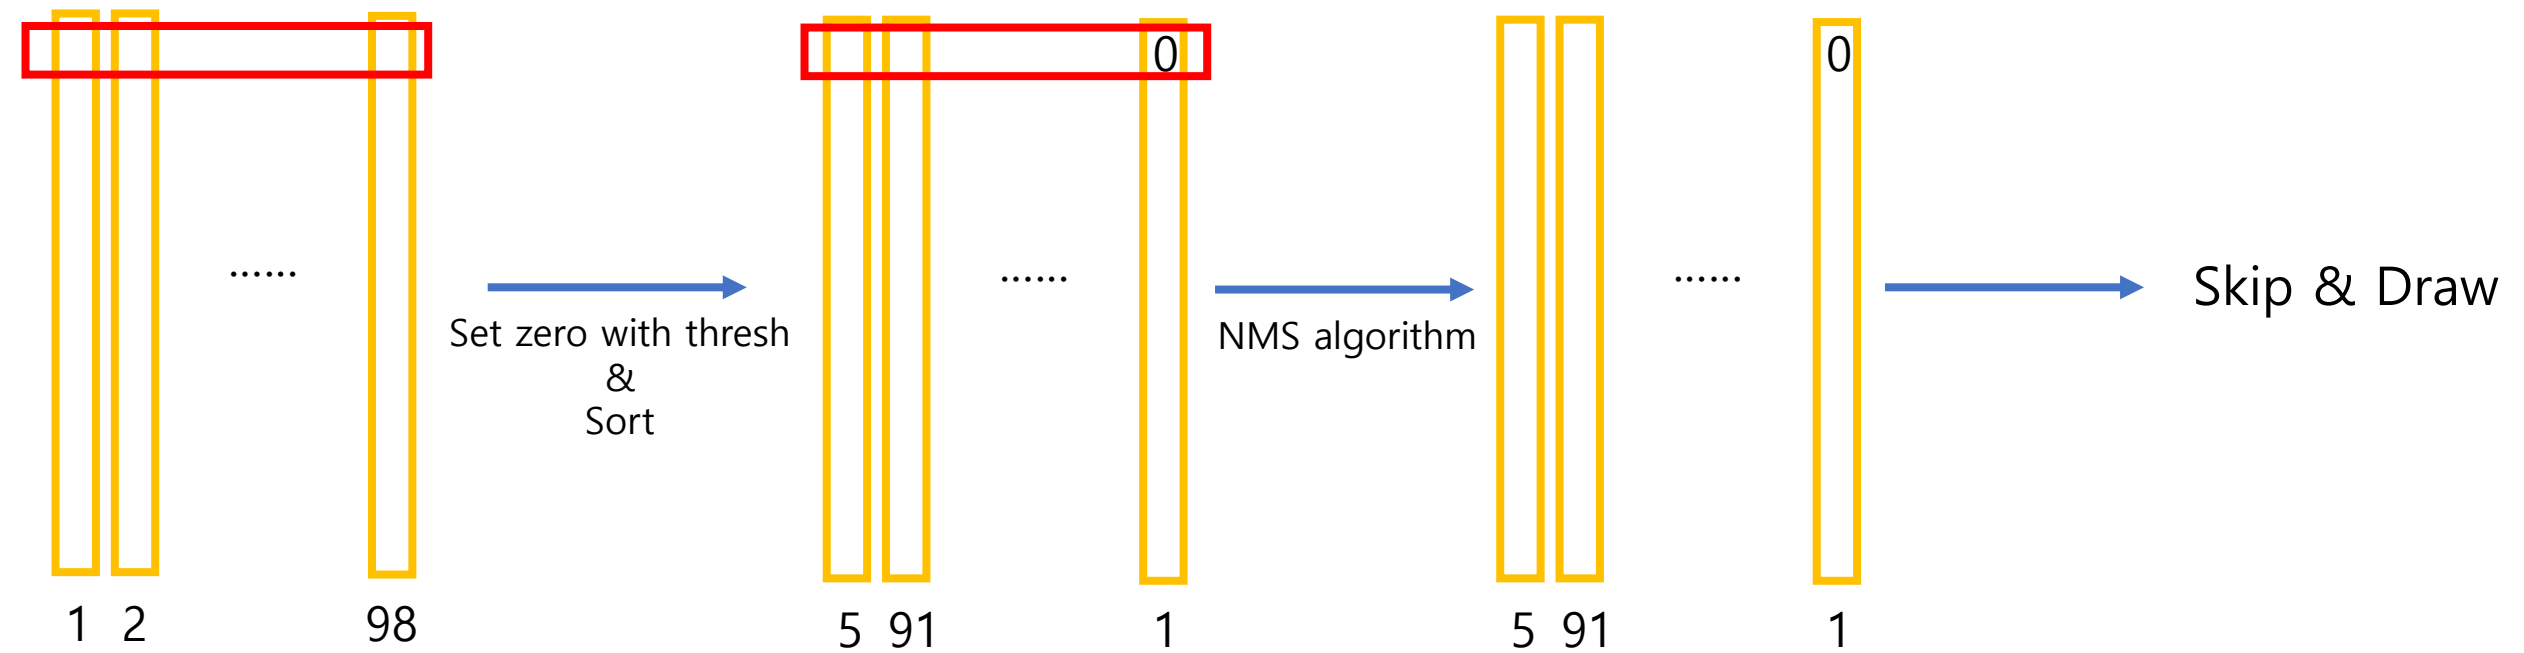 ......
1 2 98
Set zero with thresh
&
Sort
0
......
5 91 1
NMS algorithm
0
......
5 91 1
Skip & Draw